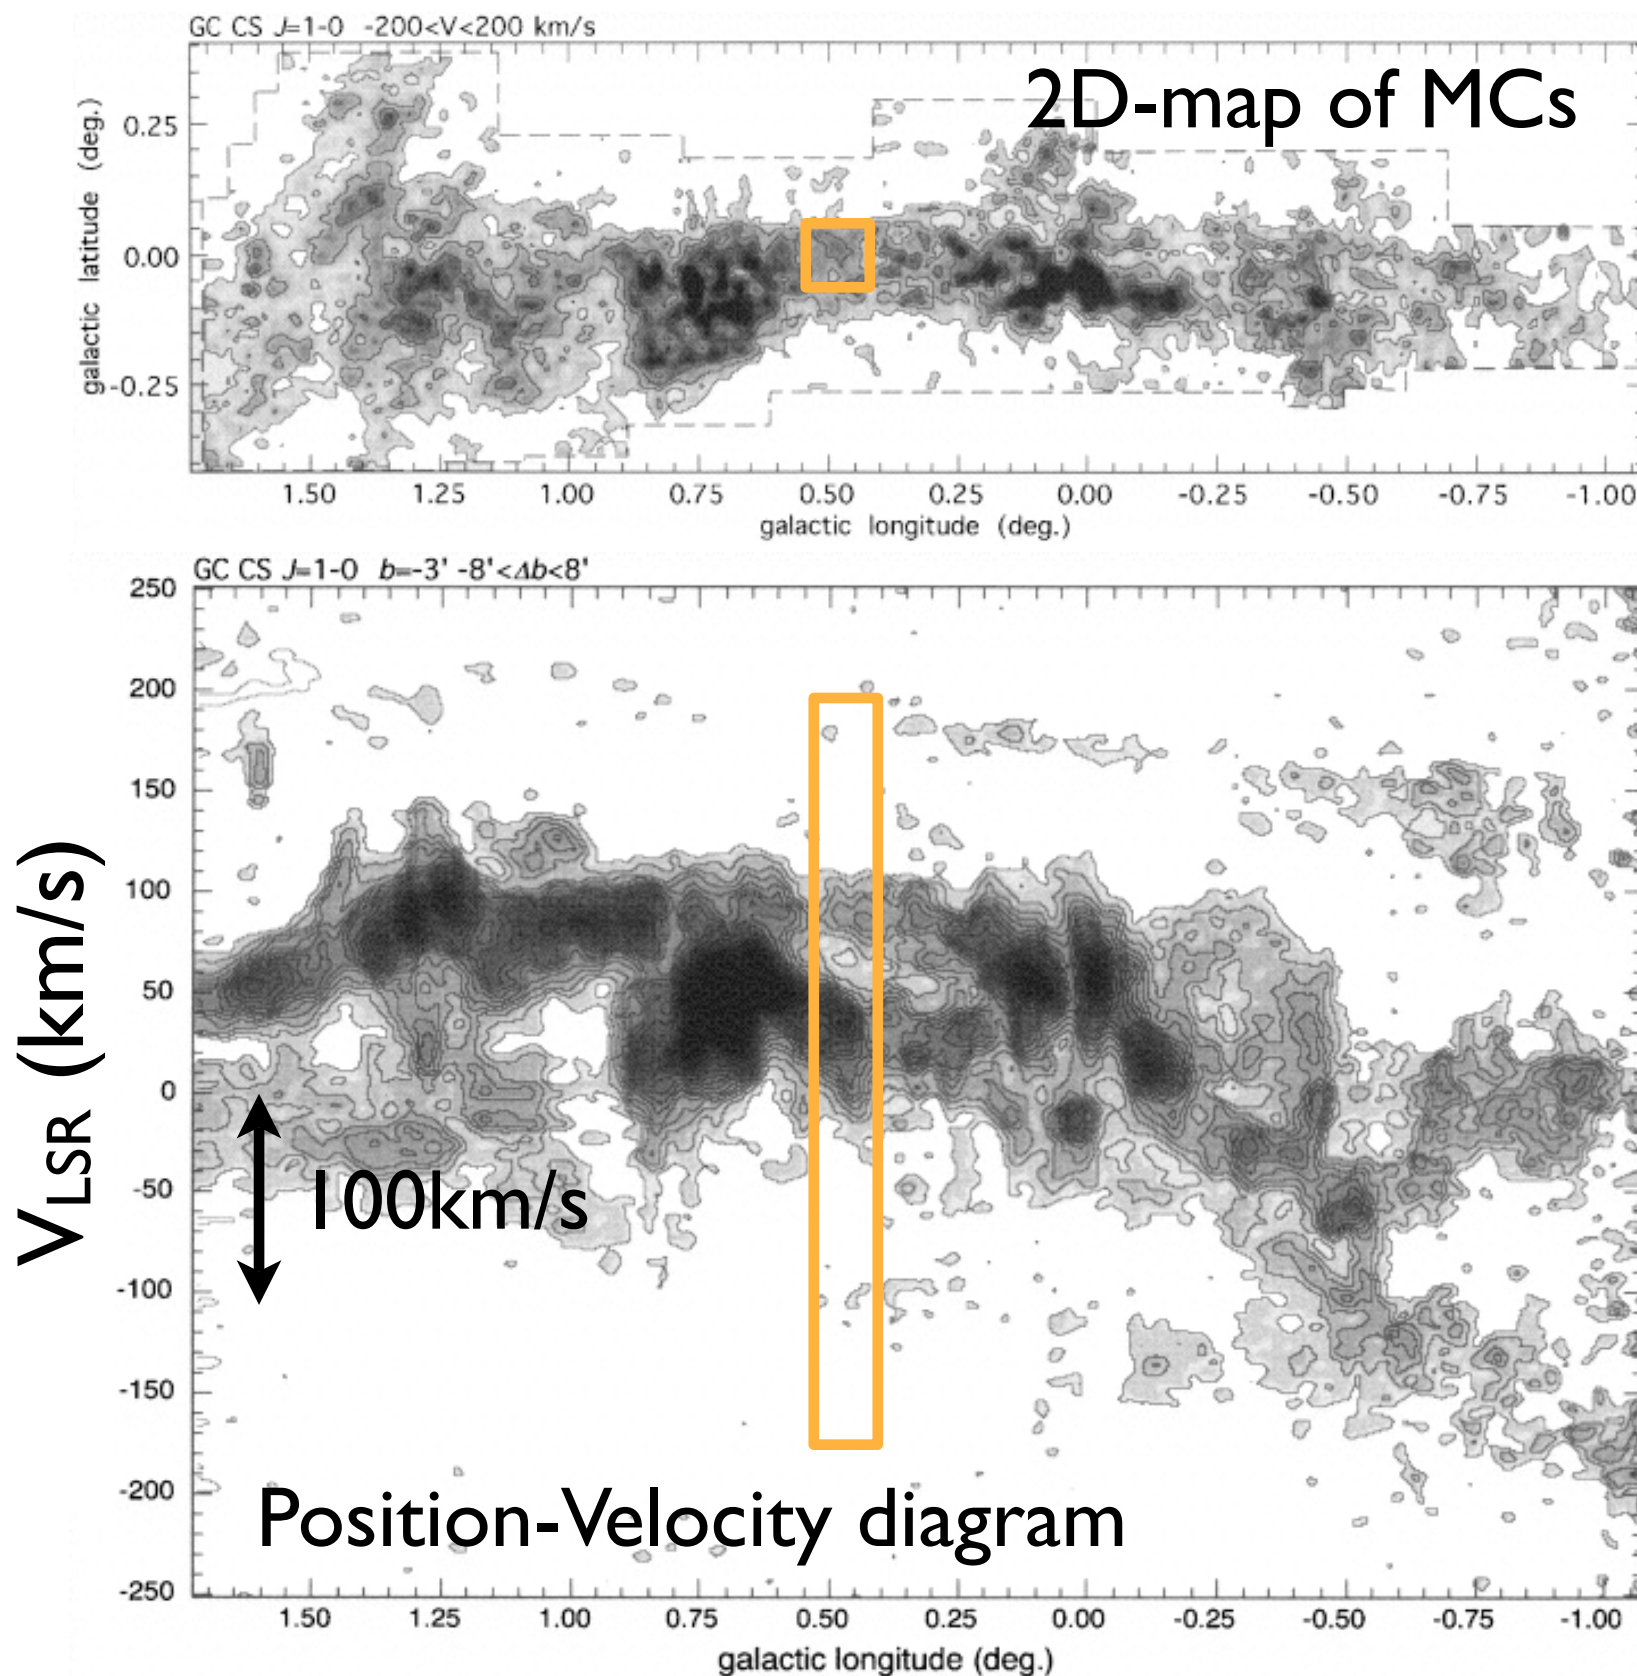 GC CS J=1-0 -200<V<200 km/s
2D-map of MCs
galactic latitude (deg.)
0.25
0.00
-0.25
1.50 1.25 1.00 0.75 0.50 0.25 0.00 -0.25 -0.50 -0.75 -1.00
galactic longitude (deg.)
GC CS J=1-0 b=-3' -8'<Δb<8'
VLSR (km/s)
250
200
150
100
50
0
-50
100km/s
-100
-150
-200
Position-Velocity diagram
-250
1.50 1.25 1.00 0.75 0.50 0.25 0.00 -0.25 -0.50 -0.75 -1.00
galactic longitude (deg.)